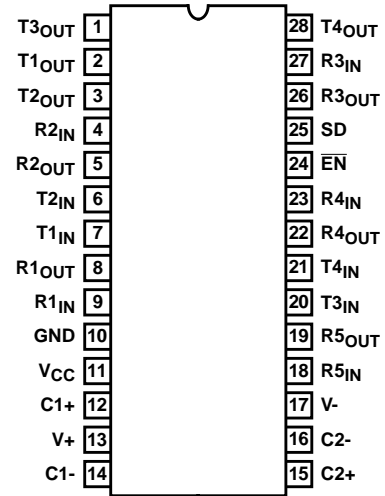 T3OUT 1 28 T4OUT
T1OUT 2 27 R3IN
T2OUT 3 26 R3OUT
R2IN 4 25 SD
R2OUT 5 24 EN
T2IN 6 23 R4IN
T1IN 7 22 R4OUT
R1OUT 8 21 T4IN
R1IN 9 20 T3IN
GND 10 19 R5OUT
VCC 11 18 R5IN
C1+ 12 17 V-
V+ 13 16 C2-
C1- 14 15 C2+